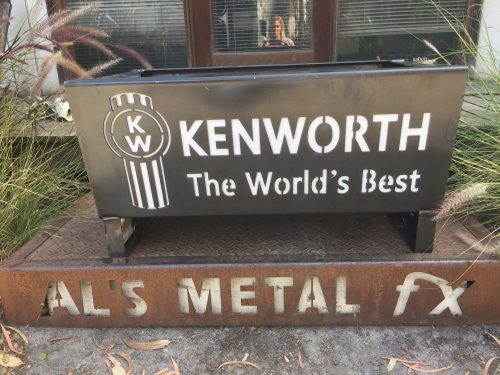 KW
KENWORTH
The World's Best
AL'S METAL fx